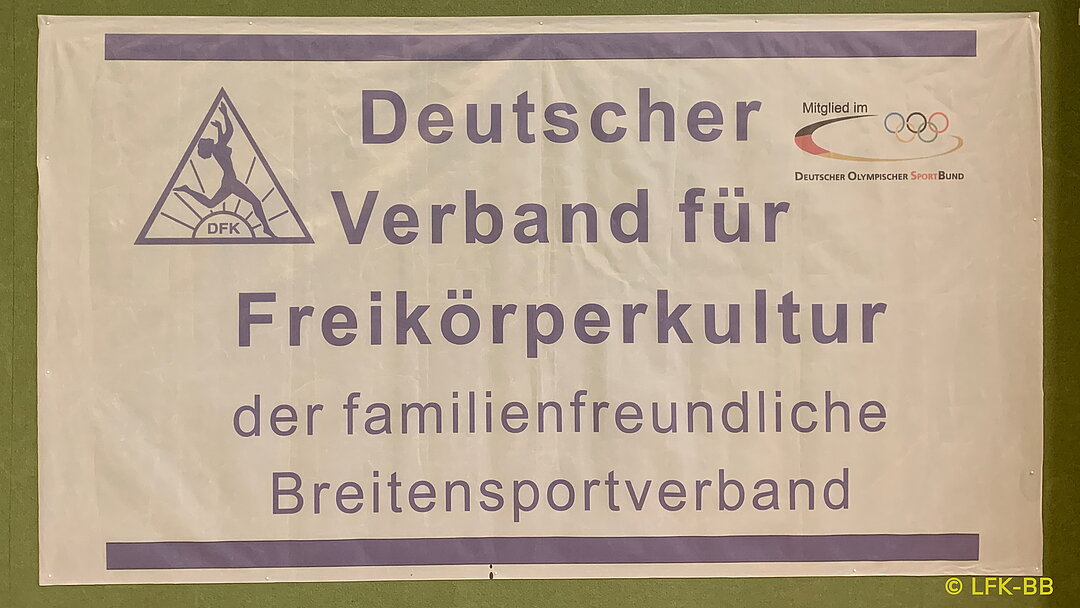 Deutscher
Verband für
Freikörperkultur
der familienfreundliche
Breitensportverband
DFK
Mitglied im
DEUTSCHER OLYMPISCHER SPORTBUND
© LFK-BB